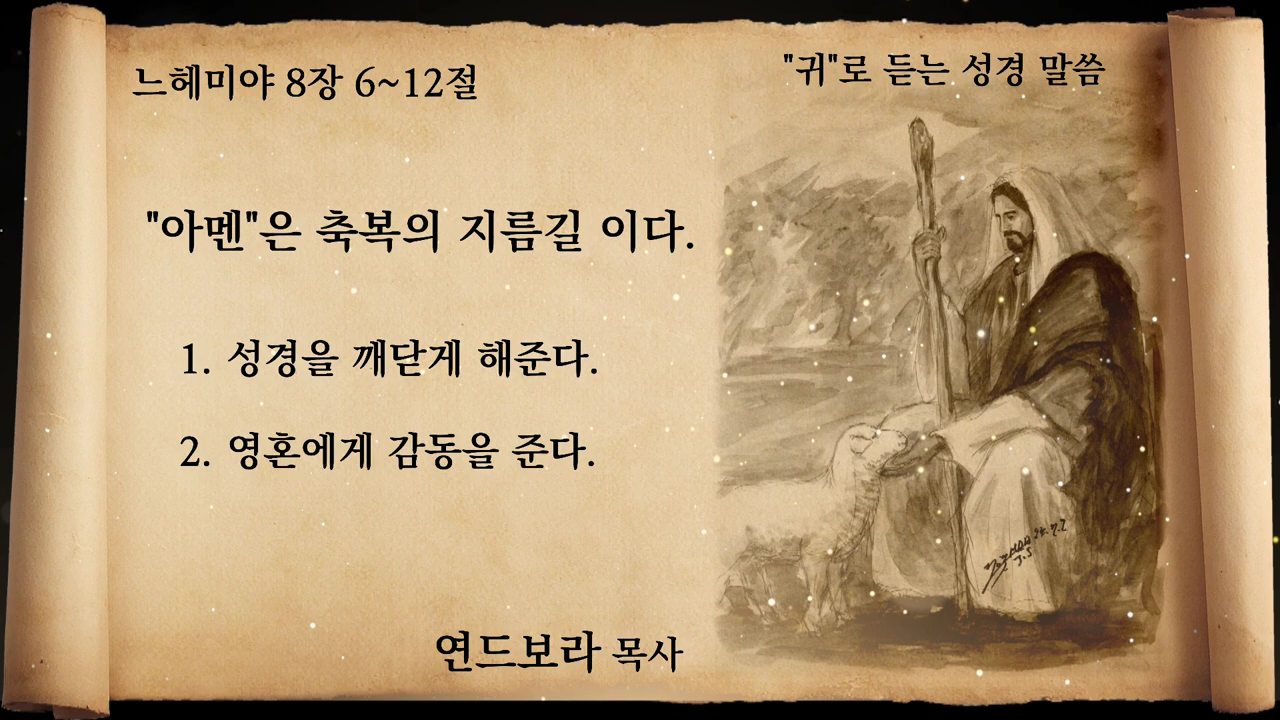 느헤미야 8장 6~12절
"귀"로 듣는 성경 말씀
"아멘"은 축복의 지름길 이다.
1. 성경을 깨닫게 해준다.
2. 영혼에게 감동을 준다.
연드보라 목사